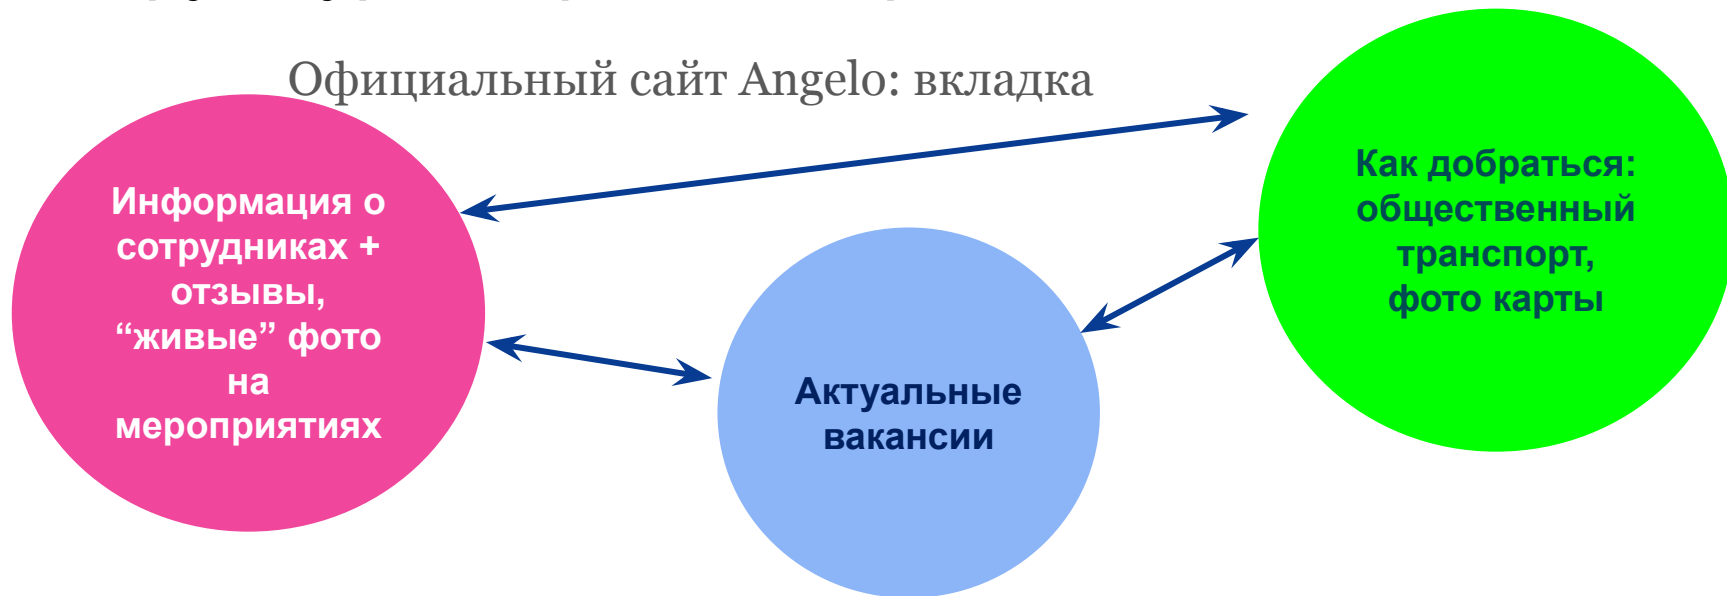 Официальный сайт Angelo: вкладка
Информация о
сотрудниках +
отзывы,
“живые” фото
на
мероприятиях
Актуальные
вакансии
Как добраться:
общественный
транспорт,
фото карты